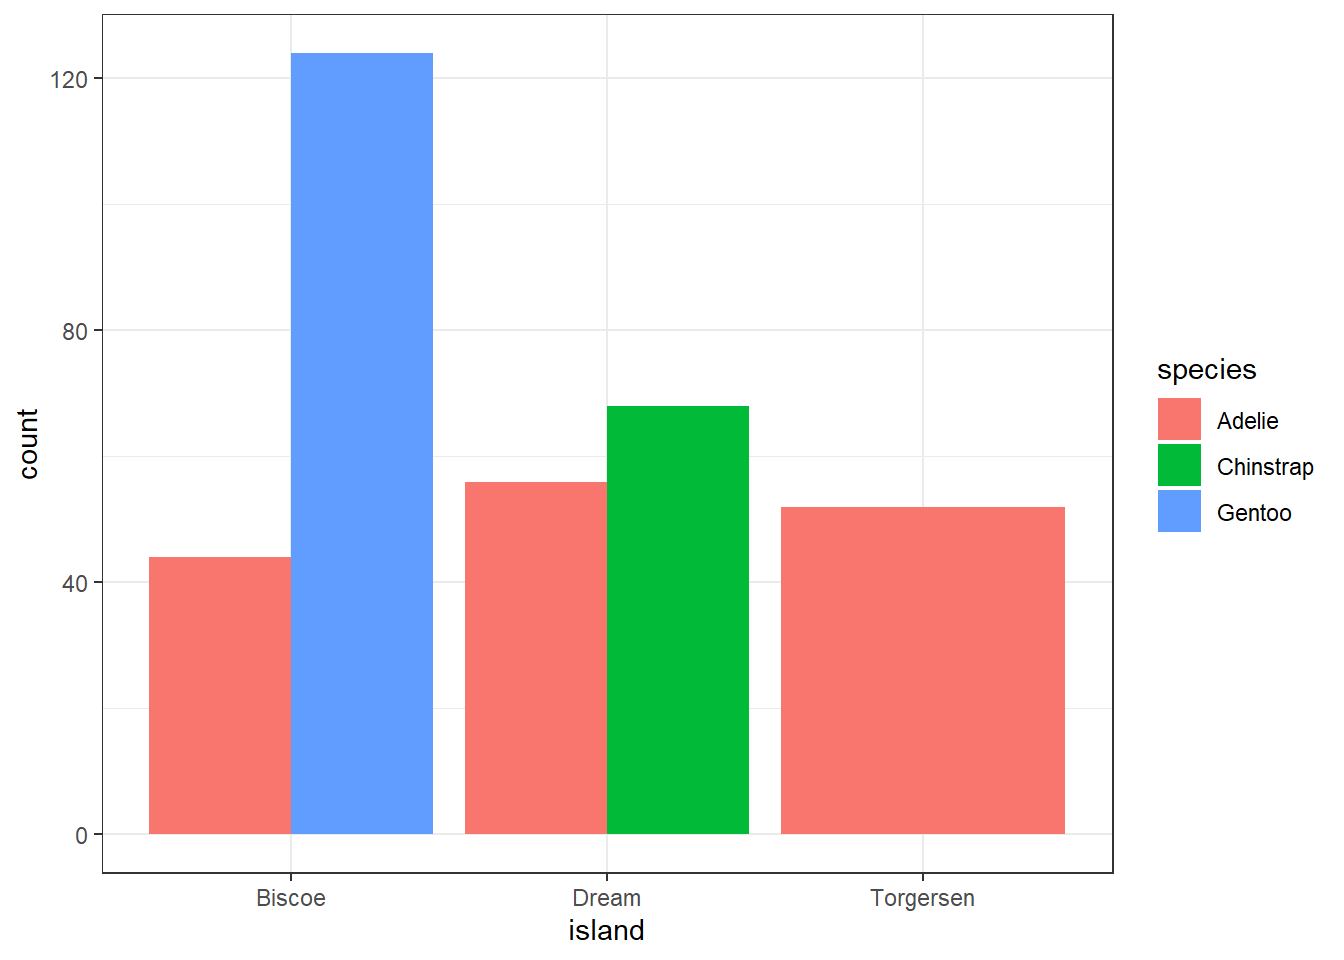 120
80
40
0
count
Biscoe
Dream
Torgersen
island
species
Adelie
Chinstrap
Gentoo